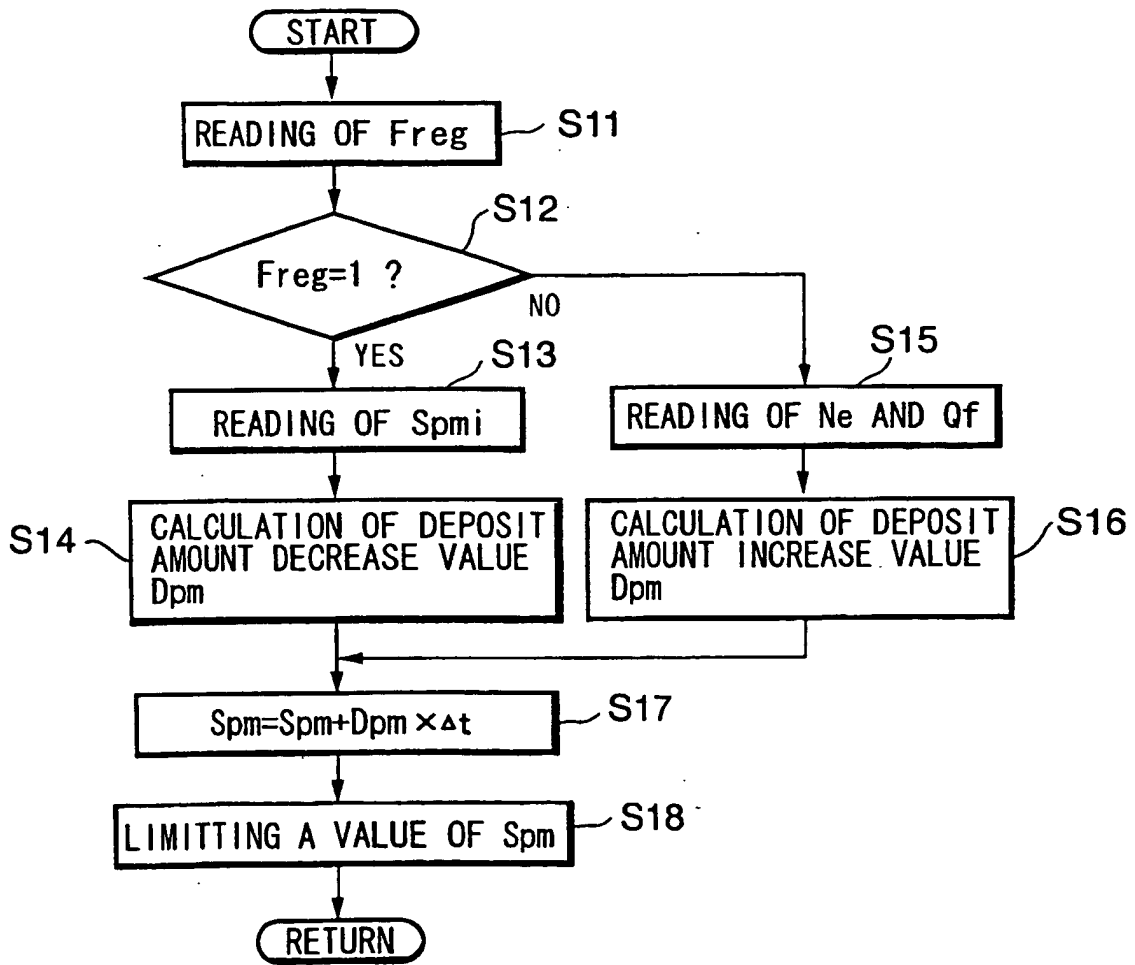 START
READING OF Freg
S11
S12
Freg=1 ?
NO
YES
S13
S15
READING OF Spmi
READING OF Ne AND Qf
S14
CALCULATION OF DEPOSIT
AMOUNT DECREASE VALUE
Dpm
CALCULATION OF DEPOSIT
AMOUNT INCREASE VALUE
Dpm
S16
Spm=Spm+Dpm×Δt
S17
LIMITTING A VALUE OF Spm
S18
RETURN